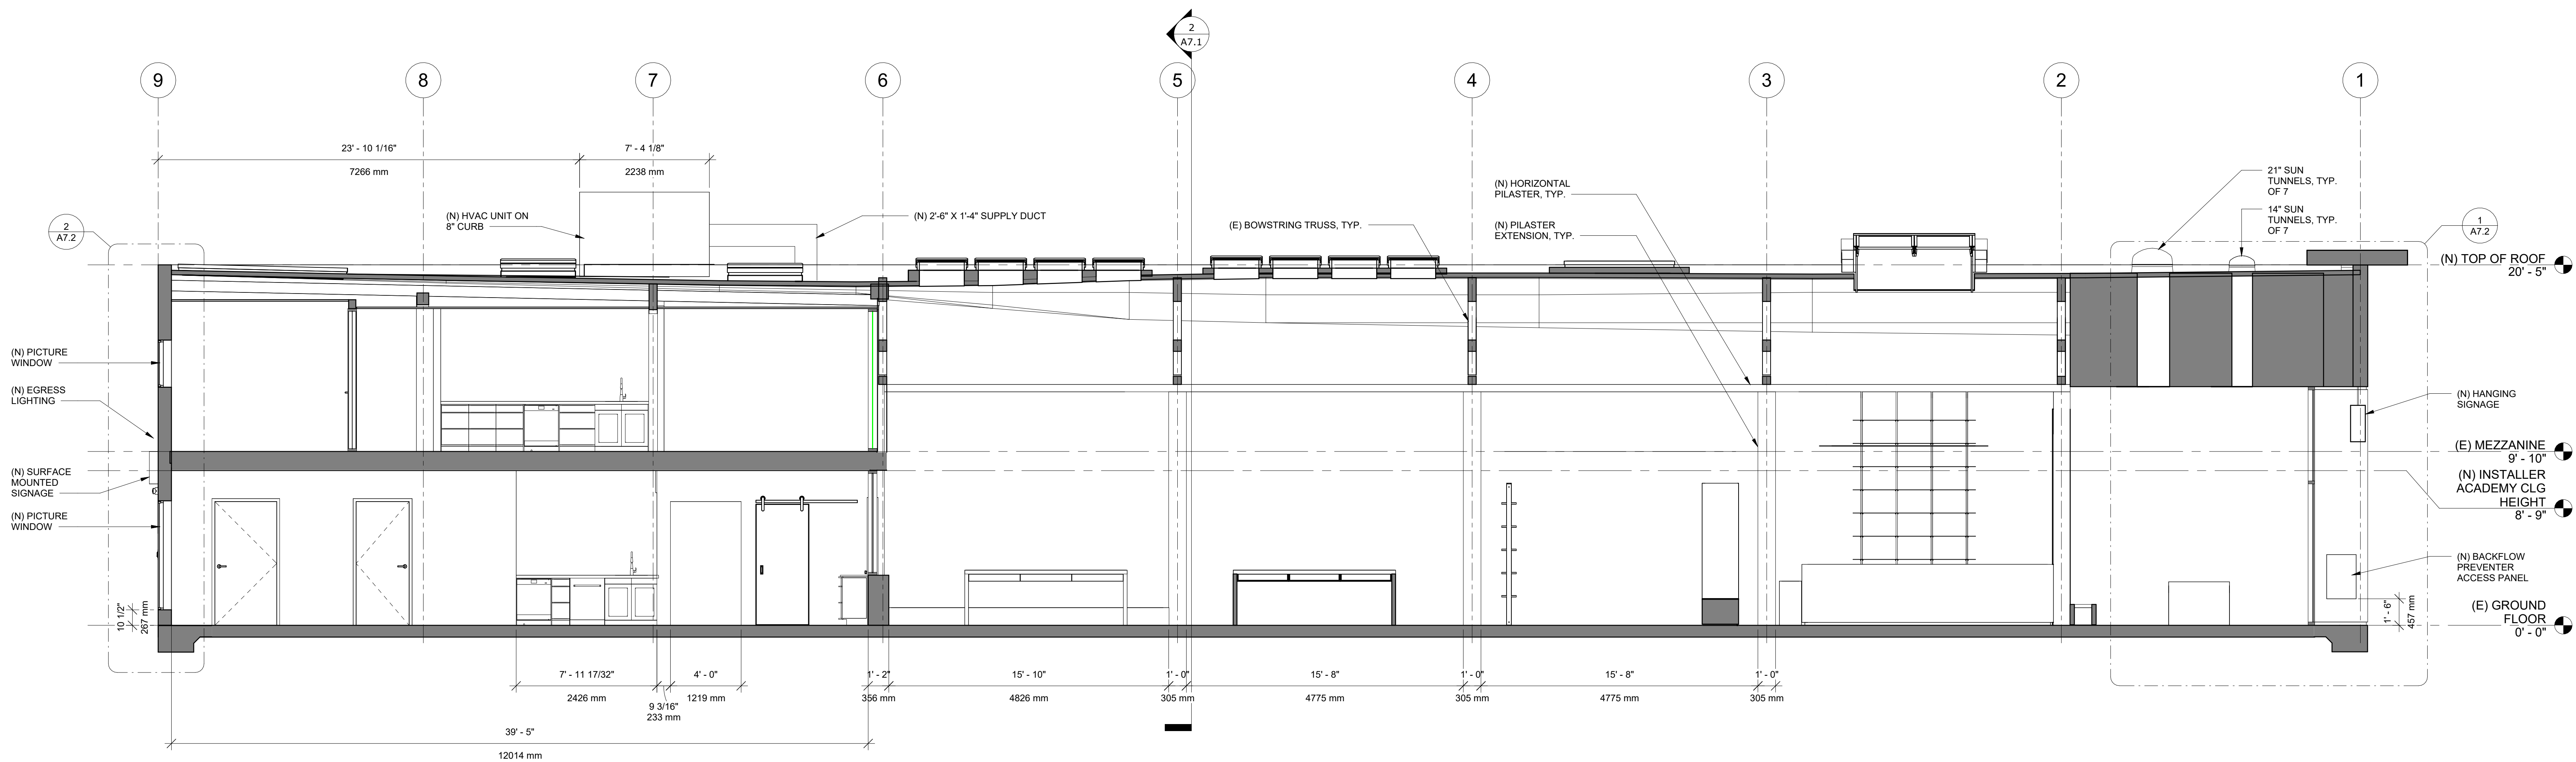 2
A7.1
9
8
7
6
5
4
3
2
1
23' - 10 1/16"
7266 mm
7' - 4 1/8"
2238 mm
2
A7.2
(N) HVAC UNIT ON
8" CURB
(N) 2'-6" X 1'-4" SUPPLY DUCT
(E) BOWSTRING TRUSS, TYP.
(N) HORIZONTAL
PILASTER, TYP.
(N) PILASTER
EXTENSION, TYP.
21" SUN
TUNNELS, TYP.
OF 7
14" SUN
TUNNELS, TYP.
OF 7
1
A7.2
(N) TOP OF ROOF
20' - 5"
(N) PICTURE
WINDOW
(N) EGRESS
LIGHTING
(N) SURFACE
MOUNTED
SIGNAGE
(N) PICTURE
WINDOW
(N) HANGING
SIGNAGE
(E) MEZZANINE
9' - 10"
(N) INSTALLER
ACADEMY CLG
HEIGHT
8' - 9"
(N) BACKFLOW
PREVENTER
ACCESS PANEL
(E) GROUND
FLOOR
0' - 0"
10 1/2"
267 mm
1' - 6"
457 mm
7' - 11 17/32"
2426 mm
9 3/16"
233 mm
4' - 0"
1219 mm
1' - 2"
356 mm
15' - 10"
4826 mm
1' - 0"
305 mm
15' - 8"
4775 mm
1' - 0"
305 mm
15' - 8"
4775 mm
1' - 0"
305 mm
39' - 5"
12014 mm